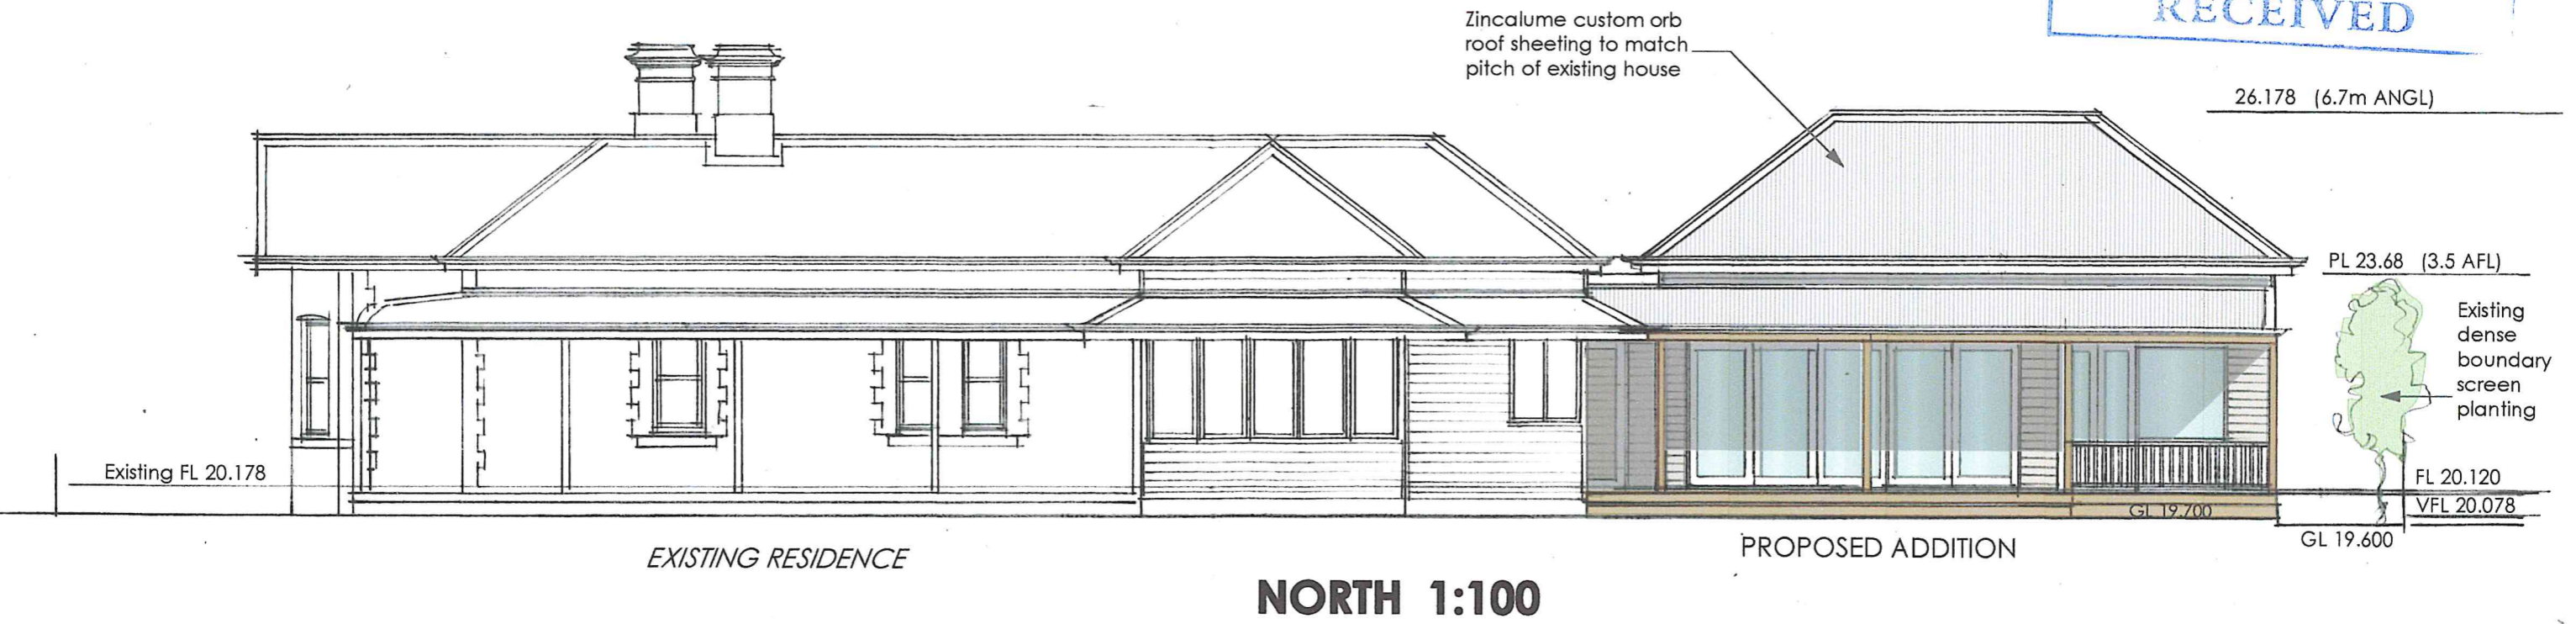 RECEIVED
Zincalume custom orb
roof sheeting to match
pitch of existing house
26.178 (6.7m ANGL)
PL 23.68 (3.5 AFL)
Existing
dense
boundary
screen
planting
Existing FL 20.178
FL 20.120
VFL 20.078
GL 19.700
GL 19.600
EXISTING RESIDENCE
PROPOSED ADDITION
NORTH 1:100